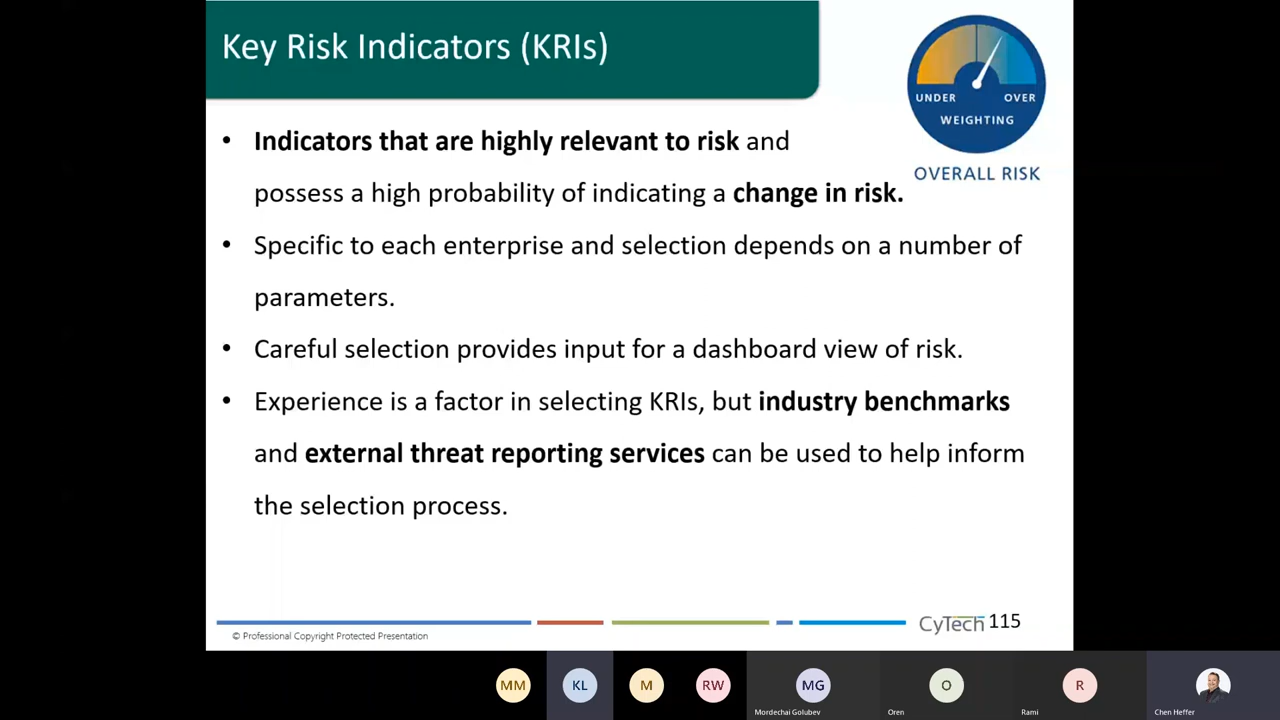 Key Risk Indicators (KRIs)
UNDER OVER
WEIGHTING
OVERALL RISK
• Indicators that are highly relevant to risk and
possess a high probability of indicating a change in risk.
• Specific to each enterprise and selection depends on a number of
parameters.
• Careful selection provides input for a dashboard view of risk.
• Experience is a factor in selecting KRIs, but industry benchmarks
and external threat reporting services can be used to help inform
the selection process.
CyTech 115
© Professional Copyright Protected Presentation
MM KL M RW MG O R
Mordechai Golubev Oren Rami Chen Heffer